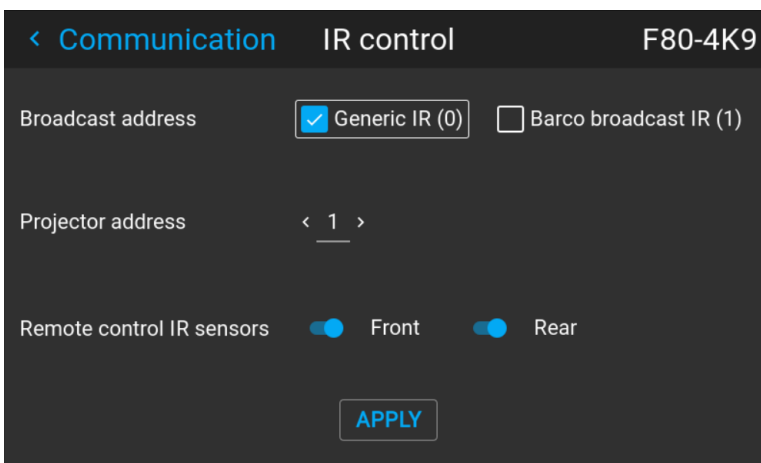 Communication IR control F80-4K9
Broadcast address Generic IR (0) Barco broadcast IR (1)
Projector address 1
Remote control IR sensors Front Rear
APPLY